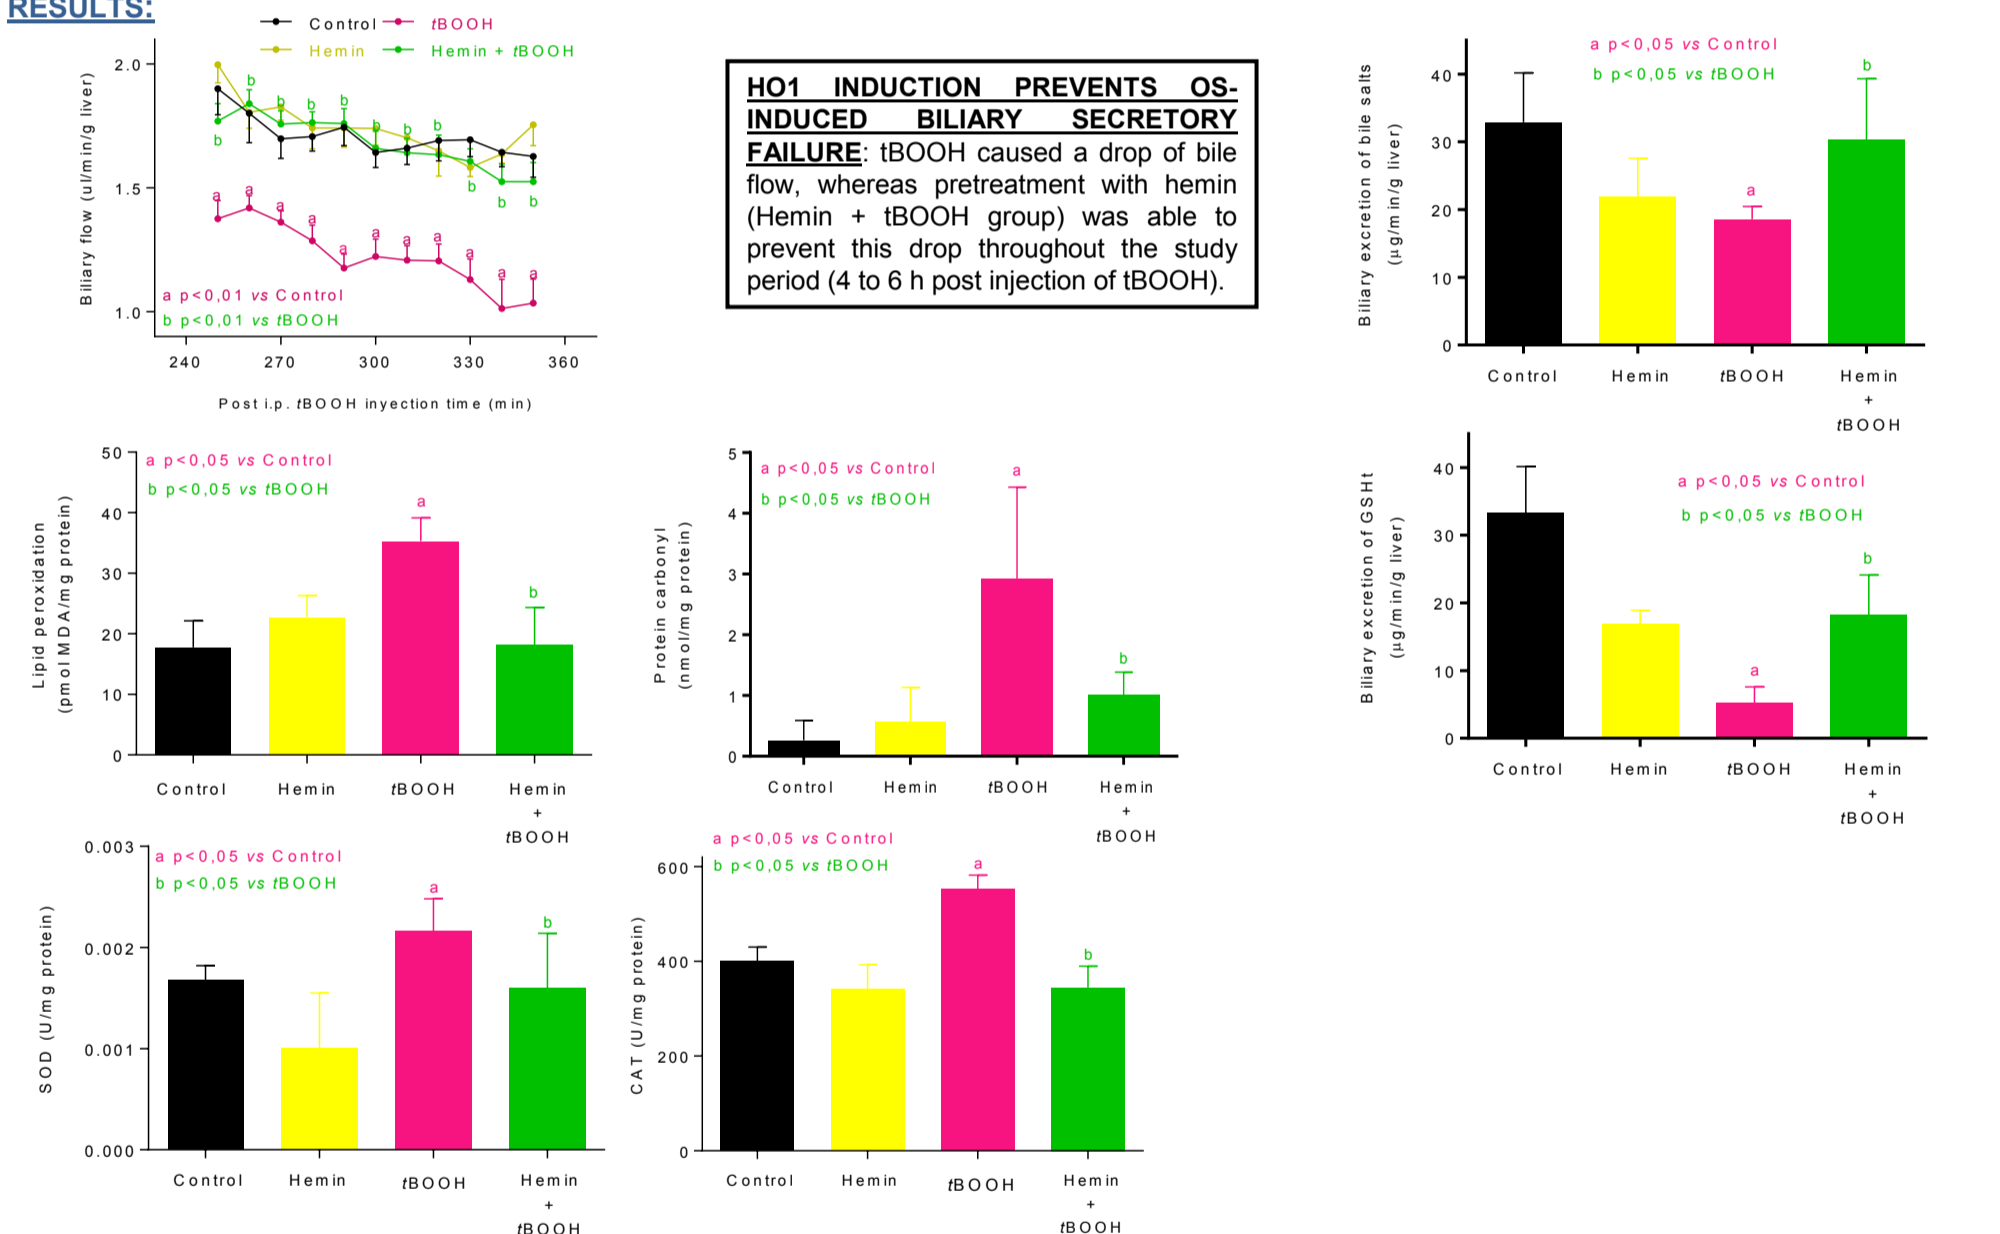 RESULTS:
Control tBOOH
Hemin Hemin + tBOOH
Biliary flow (ul/min/g liver)
2.0
1.5
1.0
b
b b b b b b b b b b
a a a a a a a a a a a
a p<0,01 vs Control
b p<0,01 vs tBOOH
240 270 300 330 360
Post i.p. tBOOH inyection time (min)
HO1 INDUCTION PREVENTS OS-
INDUCED BILIARY SECRETORY
FAILURE: tBOOH caused a drop of bile
flow, whereas pretreatment with hemin
(Hemin + tBOOH group) was able to
prevent this drop throughout the study
period (4 to 6 h post injection of tBOOH).
Biliary excretion of bile salts
(µg/min/g liver)
a p<0,05 vs Control
b p<0,05 vs tBOOH
40
30
20
10
0
a
b
Control Hemin tBOOH Hemin
+
tBOOH
Lipid peroxidation
(pmol MDA/mg protein)
a p<0,05 vs Control
b p<0,05 vs tBOOH
50
40
30
20
10
0
a
b
Control Hemin tBOOH Hemin
+
tBOOH
Protein carbonyl
(nmol/mg protein)
a p<0,05 vs Control
b p<0,05 vs tBOOH
5
4
3
2
1
0
a
b
Control Hemin tBOOH Hemin
+
tBOOH
Biliary excretion of GSHt
(µg/min/g liver)
a p<0,05 vs Control
b p<0,05 vs tBOOH
40
30
20
10
0
a
b
Control Hemin tBOOH Hemin
+
tBOOH
SOD (U/mg protein)
a p<0,05 vs Control
b p<0,05 vs tBOOH
0.003
0.002
0.001
0.000
a
b
Control Hemin tBOOH Hemin
+
tBOOH
CAT (U/mg protein)
a p<0,05 vs Control
b p<0,05 vs tBOOH
600
400
200
0
a
b
Control Hemin tBOOH Hemin
+
tBOOH